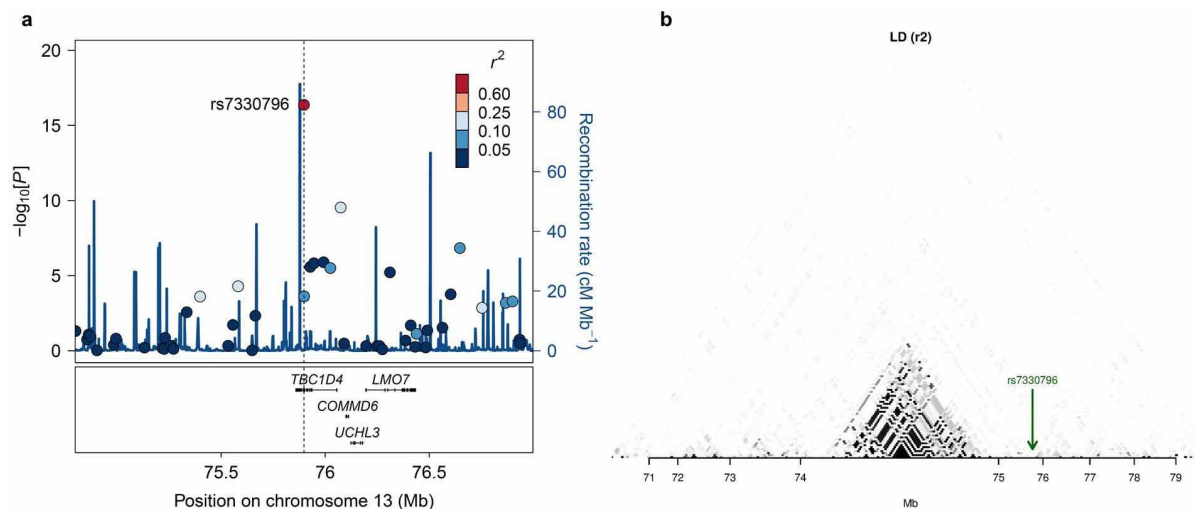 a
20
15
10
5
0
−log10[P]
rs7330796
r2
0.60
0.25
0.10
0.05
80
60
40
20
0
Recombination rate (cM Mb−1)
TBC1D4
LMO7
COMMD6
UCHL3
75.5
76
76.5
Position on chromosome 13 (Mb)
b
LD (r2)
rs7330796
71 72 73 74 75 76 77 78 79
Mb